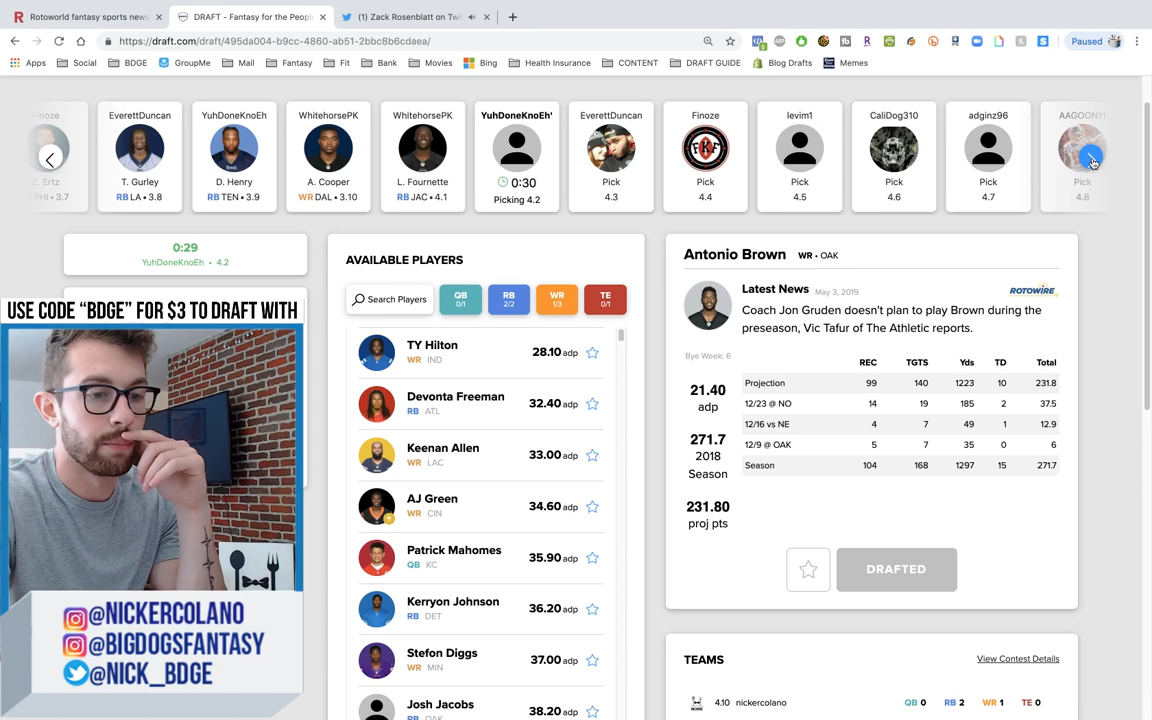 Rotoworld fantasy sports news
DRAFT - Fantasy for the Peopl
(1) Zack Rosenblatt on Twi
https://draft.com/draft/495da004-b9cc-4860-ab51-2bbc8b6cdaea/
Paused
Apps Social BDGE GroupMe Mail Fantasy Fit Bank Movies Bing Health Insurance CONTENT DRAFT GUIDE Blog Drafts Memes
Finoze EverettDuncan YuhDoneKnoEh WhitehorsePK WhitehorsePK YuhDoneKnoEh' EverettDuncan Finoze levim1 CaliDog310 adginz96 AAGOON11
Z. Ertz T. Gurley D. Henry A. Cooper L. Fournette 0:30 Pick Pick Pick Pick Pick Pick
PHI • 3.7 RB LA • 3.8 RB TEN • 3.9 WR DAL • 3.10 RB JAC • 4.1 Picking 4.2 4.3 4.4 4.5 4.6 4.7 4.8
0:29
YuhDoneKnoEh • 4.2
USE CODE "BDGE" FOR $3 TO DRAFT WITH
@NICKERCOLANO
@BIGDOGSFANTASY
@NICK_BDGE
AVAILABLE PLAYERS
Search Players
QB 0/1
RB 2/2
WR 1/3
TE 0/1
TY Hilton 28.10 adp
WR IND
Devonta Freeman 32.40 adp
RB ATL
Keenan Allen 33.00 adp
WR LAC
AJ Green 34.60 adp
WR CIN
Patrick Mahomes 35.90 adp
QB KC
Kerryon Johnson 36.20 adp
RB DET
Stefon Diggs 37.00 adp
WR MIN
Josh Jacobs 38.20 adp
RB OAK
Antonio Brown WR • OAK
Latest News May 3, 2019
ROTOWIRE
Coach Jon Gruden doesn't plan to play Brown during the
preseason, Vic Tafur of The Athletic reports.
Bye Week: 6
21.40
adp
271.7
2018
Season
231.80
proj pts
REC TGTS Yds TD Total
Projection 99 140 1223 10 231.8
12/23 @ NO 14 19 185 2 37.5
12/16 vs NE 4 7 49 1 12.9
12/9 @ OAK 5 7 35 0 6
Season 104 168 1297 15 271.7
DRAFTED
TEAMS
View Contest Details
4.10 nickercolano QB 0 RB 2 WR 1 TE 0